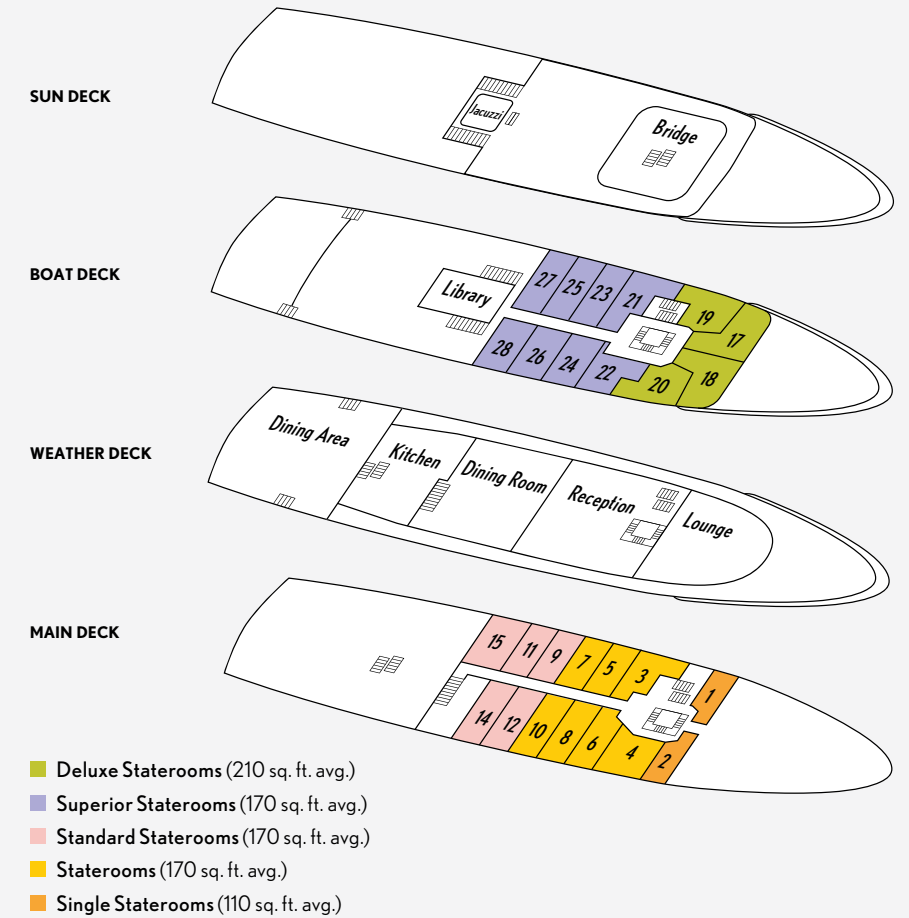 SUN DECK
Jacuzzi
Bridge
BOAT DECK
Library
27 25 23 21 19 17
28 26 24 22 20 18
WEATHER DECK
Dining Area
Kitchen
Dining Room
Reception
Lounge
MAIN DECK
15 11 9 7 5 3 1
14 12 10 8 6 4 2
Deluxe Staterooms (210 sq. ft. avg.)
Superior Staterooms (170 sq. ft. avg.)
Standard Staterooms (170 sq. ft. avg.)
Staterooms (170 sq. ft. avg.)
Single Staterooms (110 sq. ft. avg.)